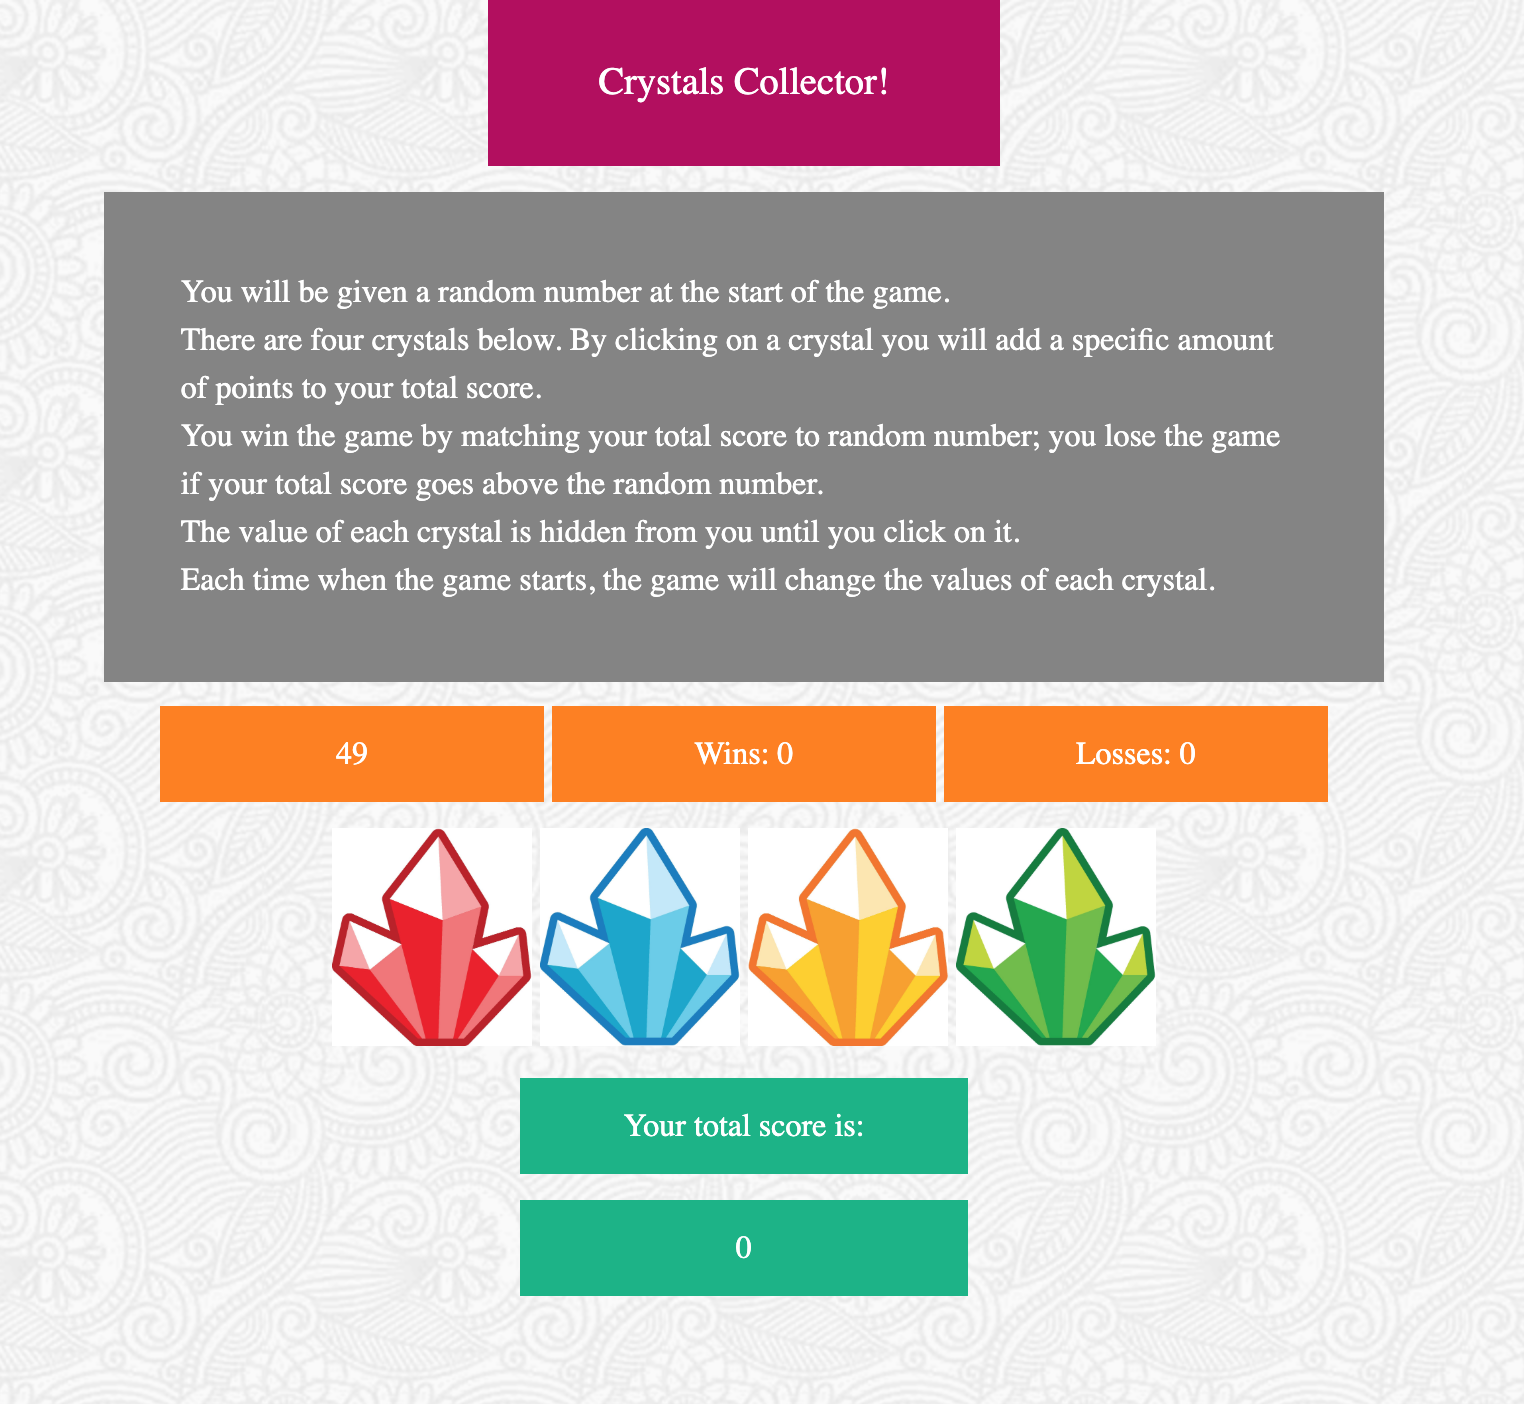 Crystals Collector!
You will be given a random number at the start of the game.
There are four crystals below. By clicking on a crystal you will add a specific amount
of points to your total score.
You win the game by matching your total score to random number; you lose the game
if your total score goes above the random number.
The value of each crystal is hidden from you until you click on it.
Each time when the game starts, the game will change the values of each crystal.
49
Wins: 0
Losses: 0
Your total score is:
0